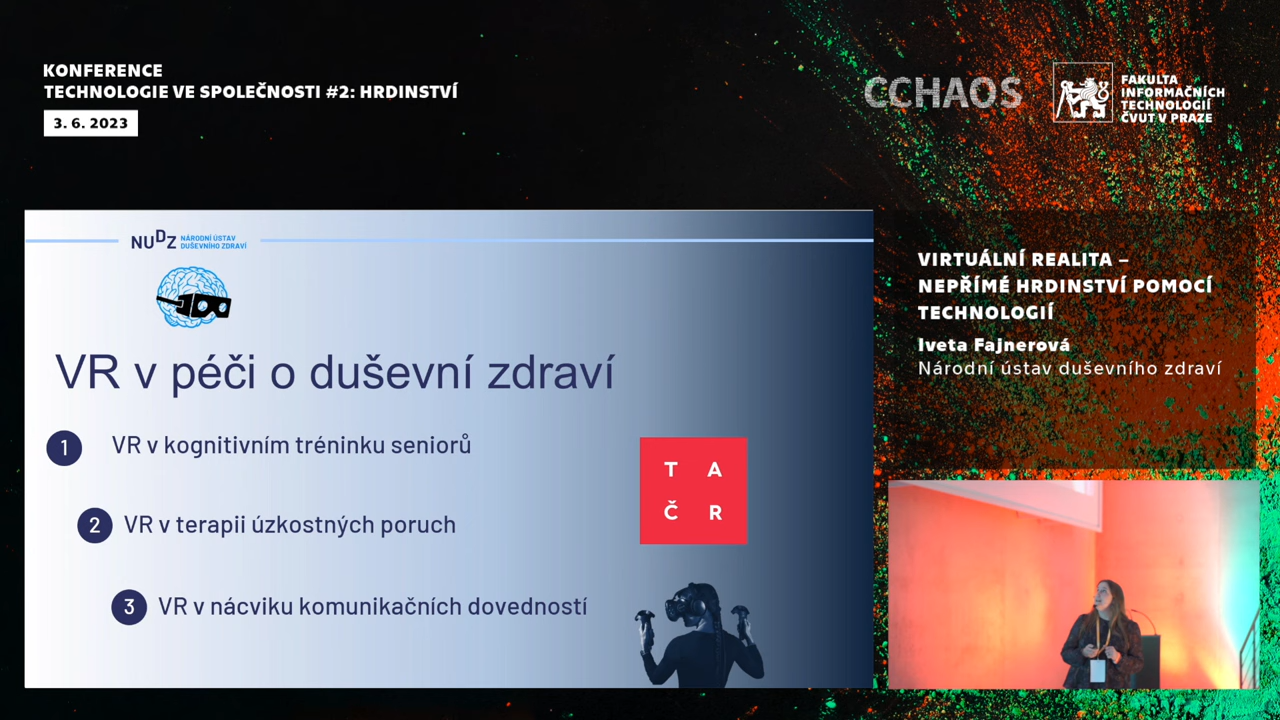 KONFERENCE
TECHNOLOGIE VE SPOLEČNOSTI #2: HRDINSTVÍ
3. 6. 2023
CCHAOS
FAKULTA
INFORMAČNÍCH
TECHNOLOGIÍ
ČVUT V PRAZE
NUDZ NÁRODNÍ ÚSTAV
DUŠEVNÍHO ZDRAVÍ
VR v péči o duševní zdraví
1 VR v kognitivním tréninku seniorů
2 VR v terapii úzkostných poruch
3 VR v nácviku komunikačních dovedností
T A
Č R
VIRTUÁLNÍ REALITA –
NEPŘÍMÉ HRDINSTVÍ POMOCÍ
TECHNOLOGIÍ
Iveta Fajnerová
Národní ústav duševního zdraví